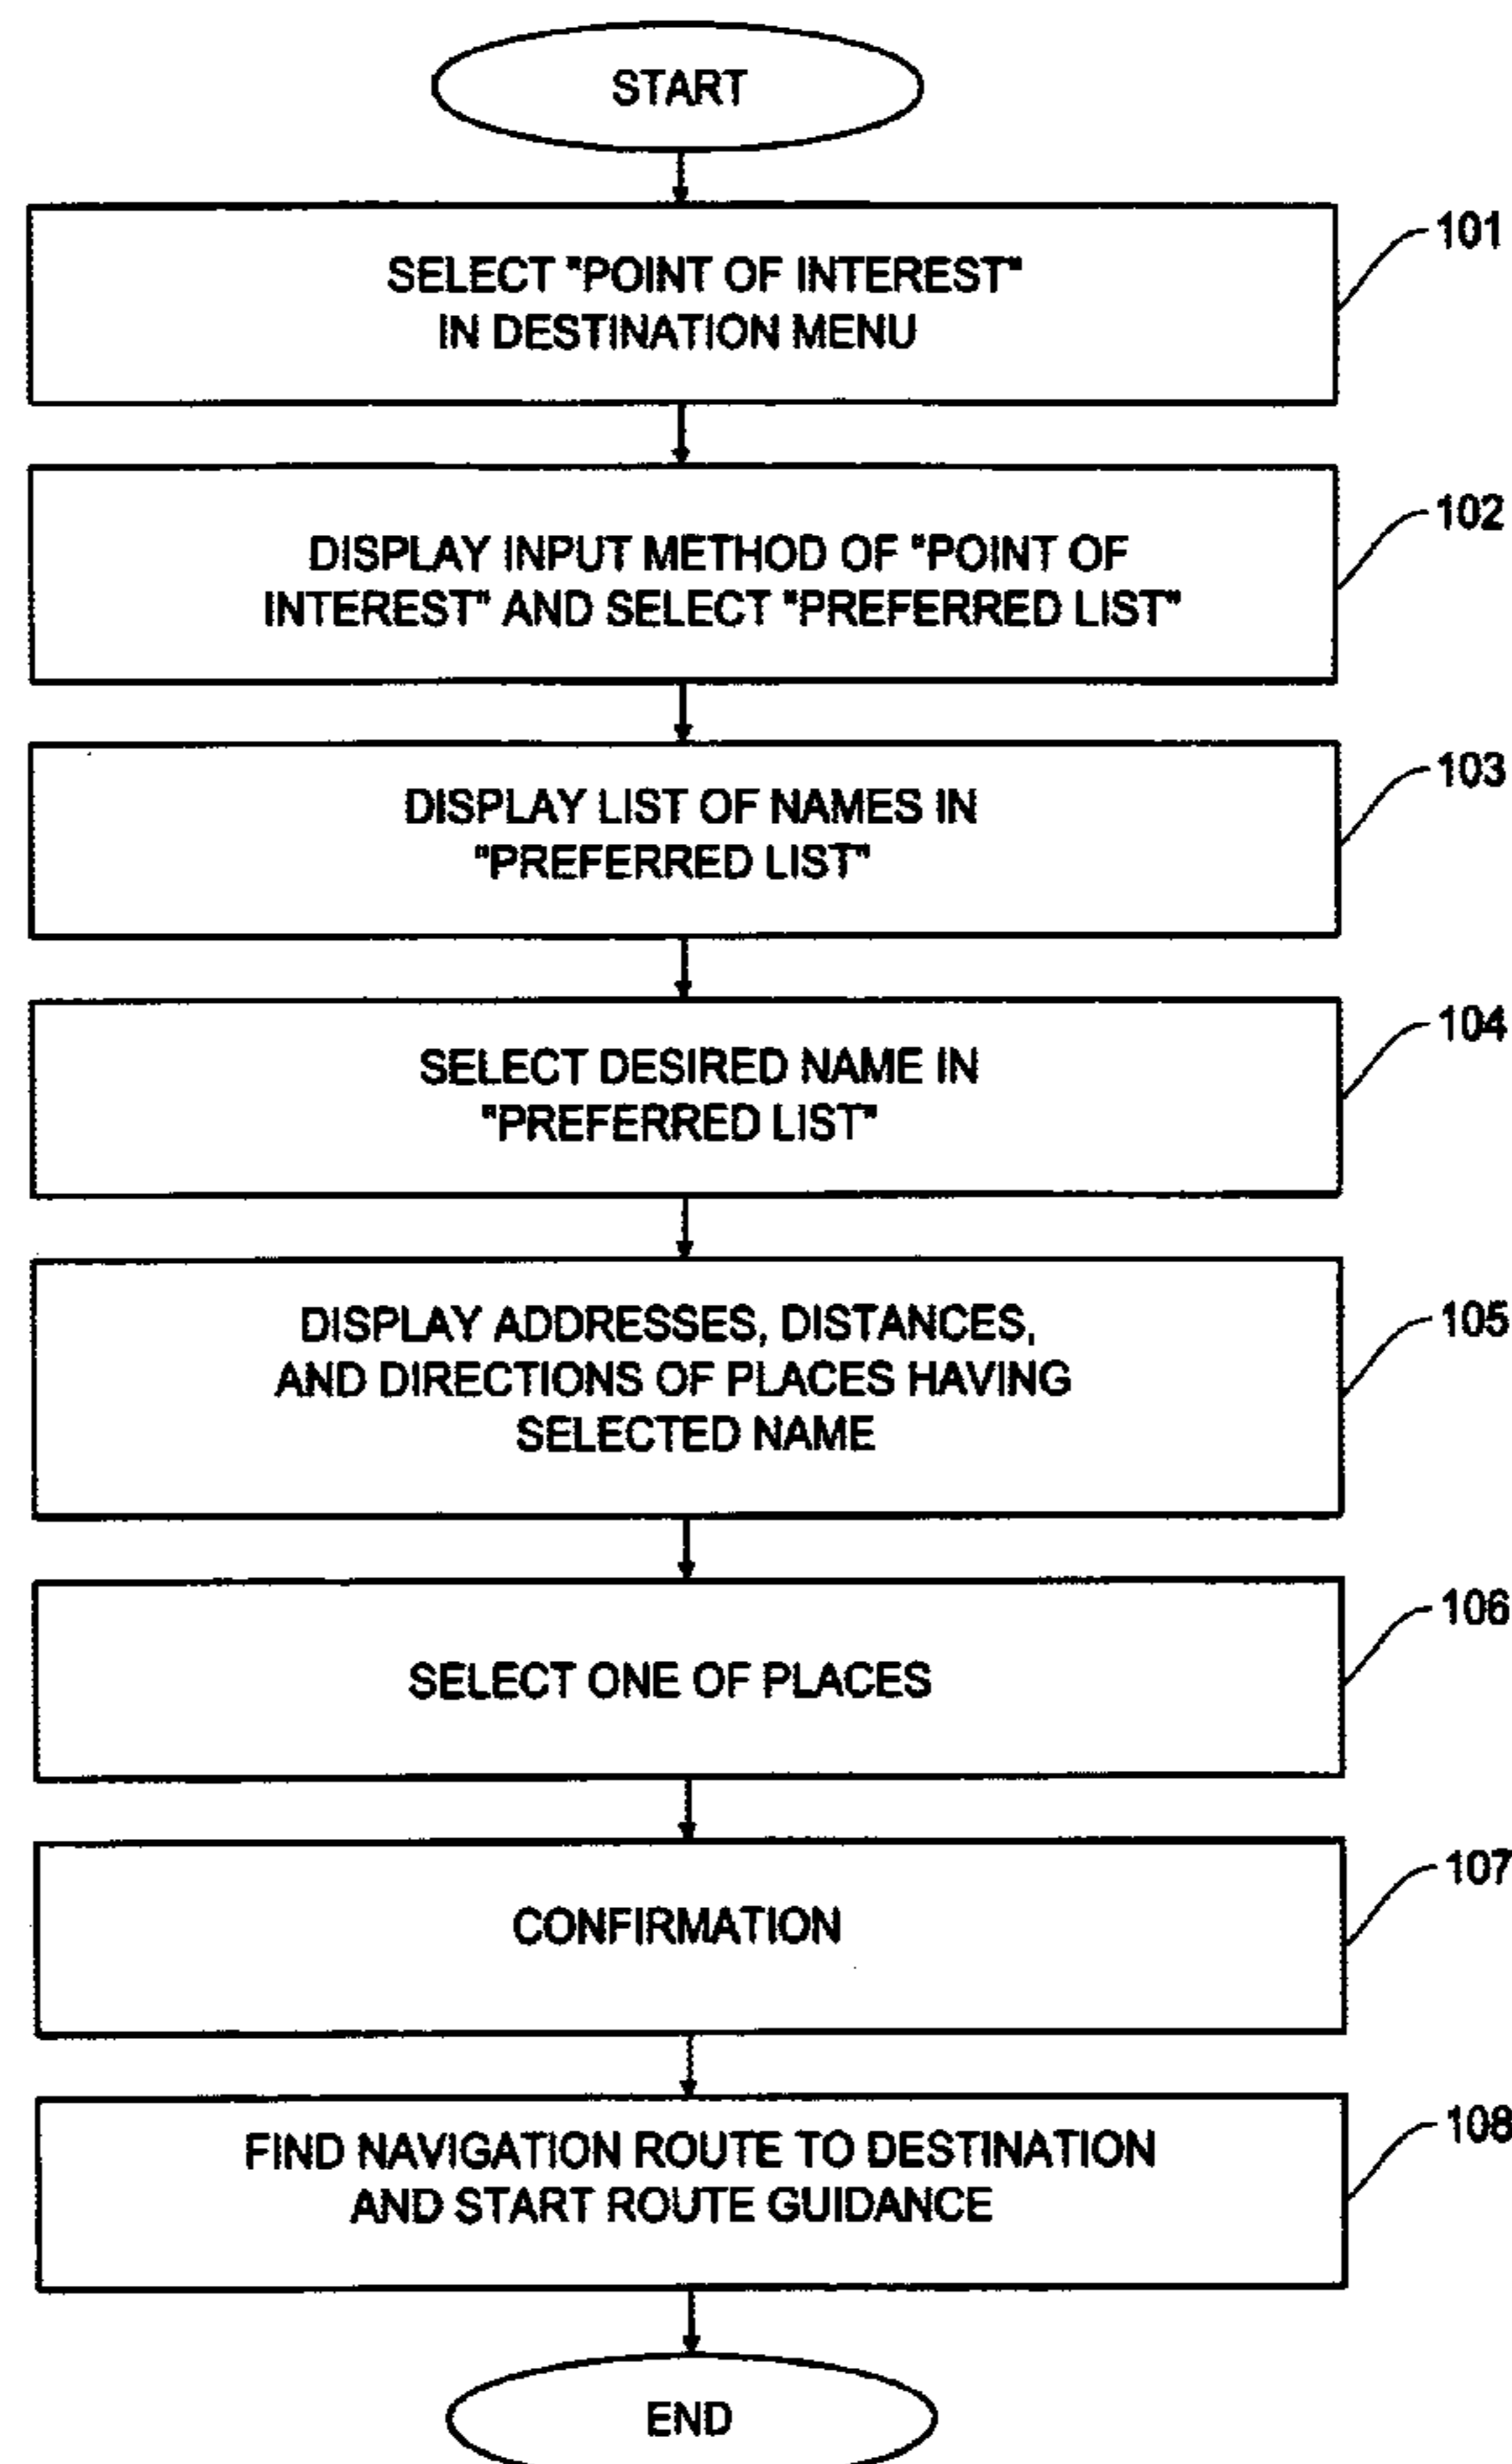 START
101
SELECT "POINT OF INTEREST"
IN DESTINATION MENU
102
DISPLAY INPUT METHOD OF "POINT OF
INTEREST" AND SELECT "PREFERRED LIST"
103
DISPLAY LIST OF NAMES IN
"PREFERRED LIST"
104
SELECT DESIRED NAME IN
"PREFERRED LIST"
105
DISPLAY ADDRESSES, DISTANCES,
AND DIRECTIONS OF PLACES HAVING
SELECTED NAME
106
SELECT ONE OF PLACES
107
CONFIRMATION
108
FIND NAVIGATION ROUTE TO DESTINATION
AND START ROUTE GUIDANCE
END